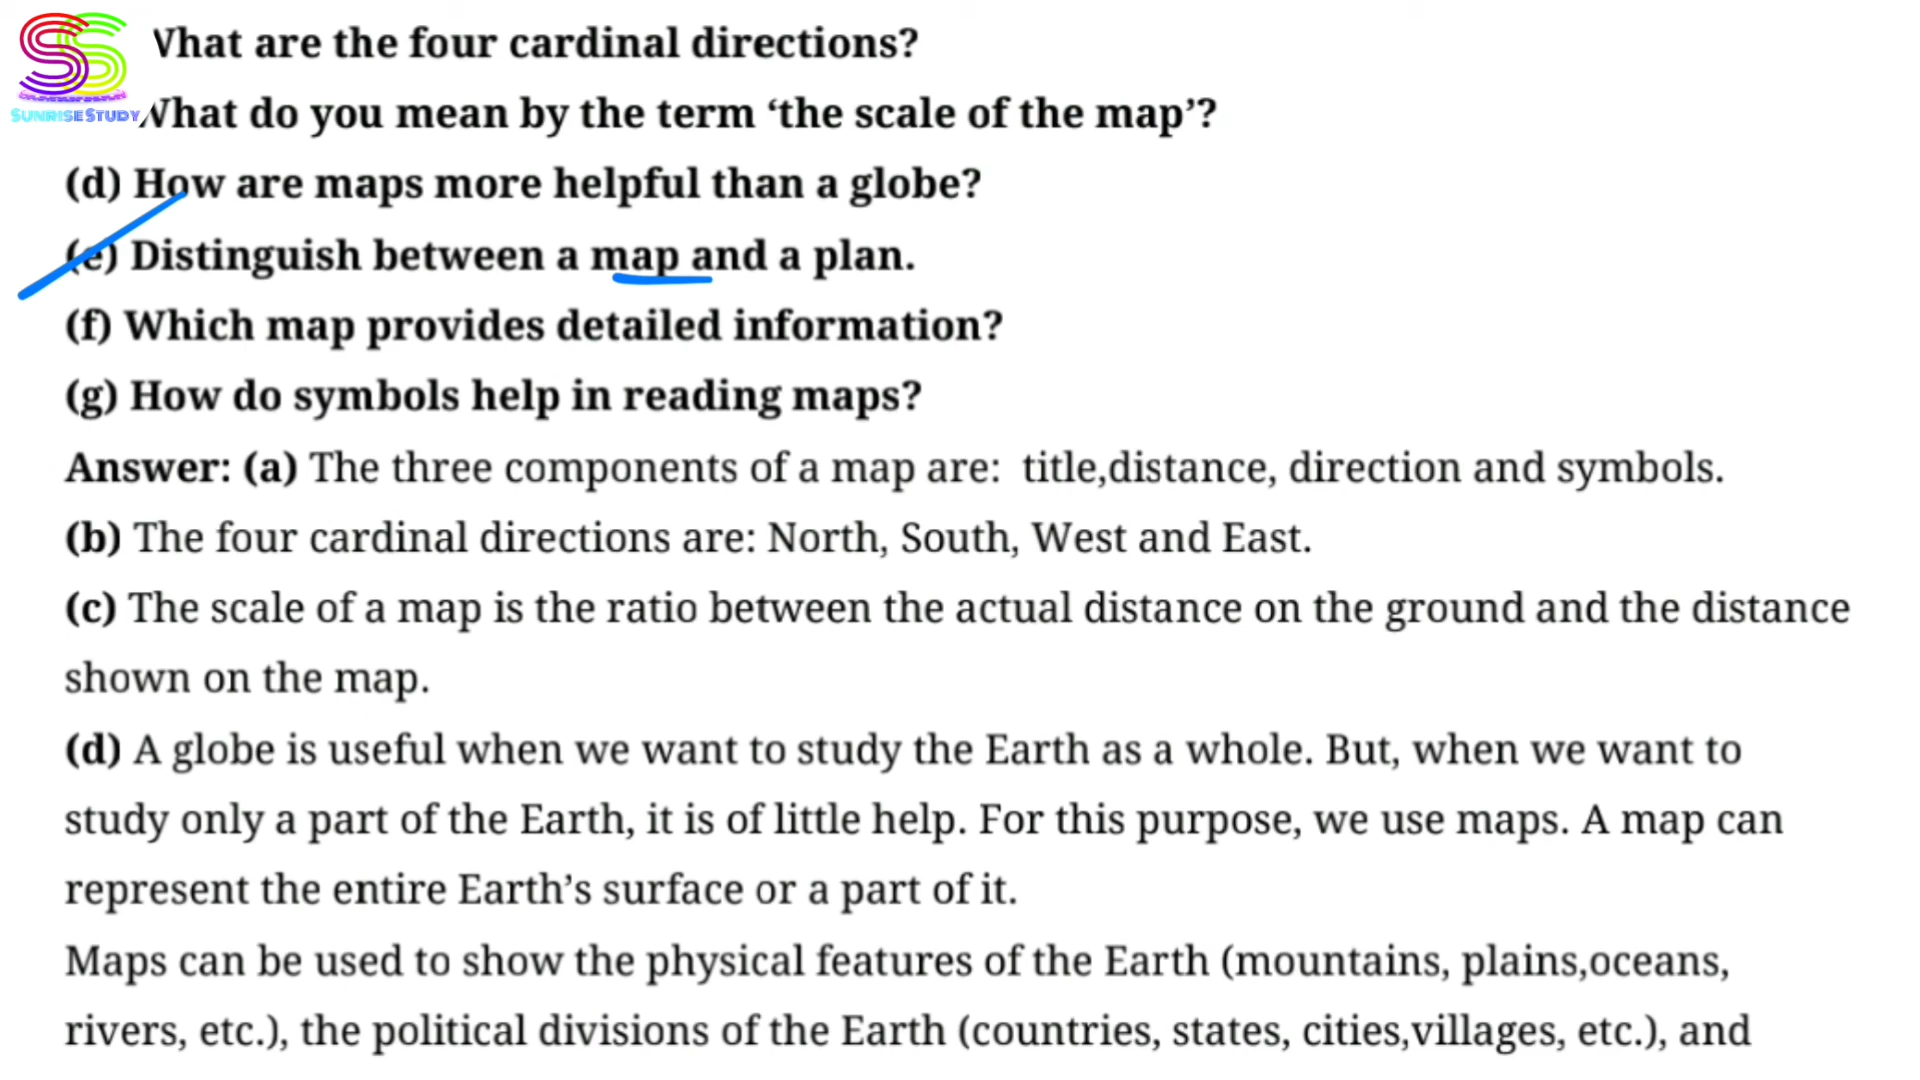 What are the four cardinal directions?
SUNRISESTUDY What do you mean by the term ‘the scale of the map’?
(d) How are maps more helpful than a globe?
(e) Distinguish between a map and a plan.
(f) Which map provides detailed information?
(g) How do symbols help in reading maps?
Answer: (a) The three components of a map are:  title,distance, direction and symbols.
(b) The four cardinal directions are: North, South, West and East.
(c) The scale of a map is the ratio between the actual distance on the ground and the distance
shown on the map.
(d) A globe is useful when we want to study the Earth as a whole. But, when we want to
study only a part of the Earth, it is of little help. For this purpose, we use maps. A map can
represent the entire Earth’s surface or a part of it.
Maps can be used to show the physical features of the Earth (mountains, plains,oceans,
rivers, etc.), the political divisions of the Earth (countries, states, cities,villages, etc.), and